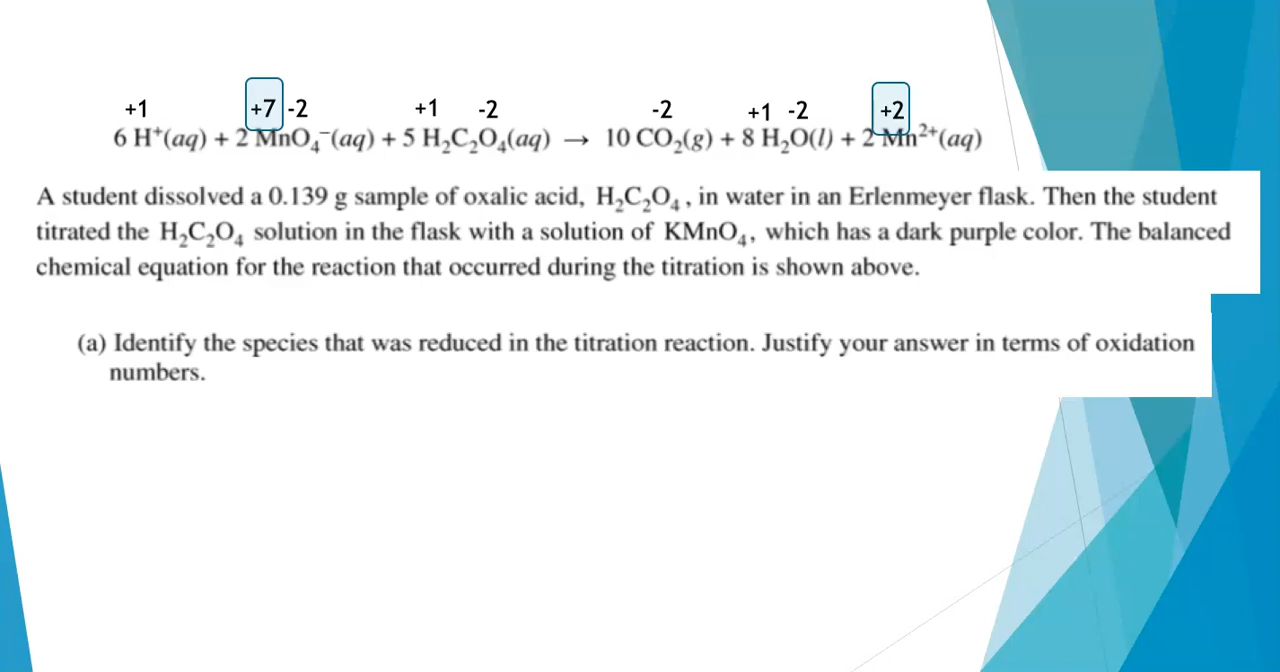 +1 +7 -2 +1 -2 -2 +1 -2 +2
6 H⁺(aq) + 2 MnO₄⁻(aq) + 5 H₂C₂O₄(aq) → 10 CO₂(g) + 8 H₂O(l) + 2 Mn²⁺(aq)
A student dissolved a 0.139 g sample of oxalic acid, H₂C₂O₄, in water in an Erlenmeyer flask. Then the student
titrated the H₂C₂O₄ solution in the flask with a solution of KMnO₄, which has a dark purple color. The balanced
chemical equation for the reaction that occurred during the titration is shown above.
(a) Identify the species that was reduced in the titration reaction. Justify your answer in terms of oxidation
numbers.